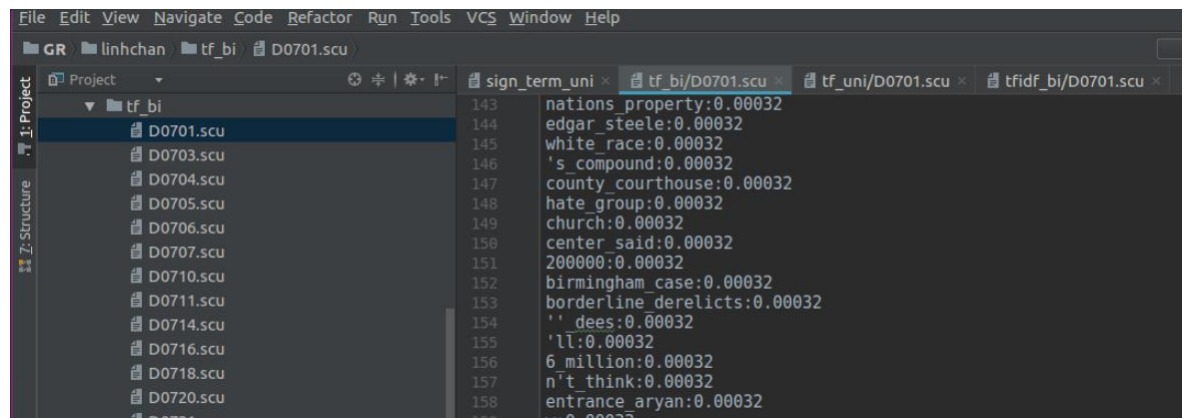 File Edit View Navigate Code Refactor Run Tools VCS Window Help
GR linhchan tf_bi D0701.scu
1: Project
7: Structure
Project
tf_bi
D0701.scu
D0703.scu
D0704.scu
D0705.scu
D0706.scu
D0707.scu
D0710.scu
D0711.scu
D0714.scu
D0716.scu
D0718.scu
D0720.scu
sign_term_uni tf_bi/D0701.scu tf_uni/D0701.scu tfidf_bi/D0701.scu
143 nations_property:0.00032
144 edgar_steele:0.00032
145 white_race:0.00032
146 's_compound:0.00032
147 county_courthouse:0.00032
148 hate_group:0.00032
149 church:0.00032
150 center_said:0.00032
151 200000:0.00032
152 birmingham_case:0.00032
153 borderline_derelicts:0.00032
154 ''_dees:0.00032
155 'll:0.00032
156 6_million:0.00032
157 n't_think:0.00032
158 entrance_aryan:0.00032